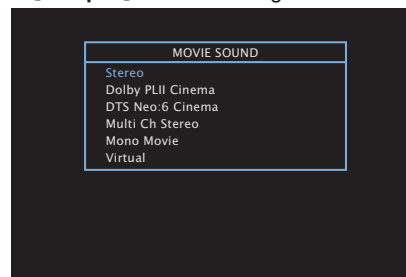 MOVIE SOUND
Stereo
Dolby PLII Cinema
DTS Neo:6 Cinema
Multi Ch Stereo
Mono Movie
Virtual